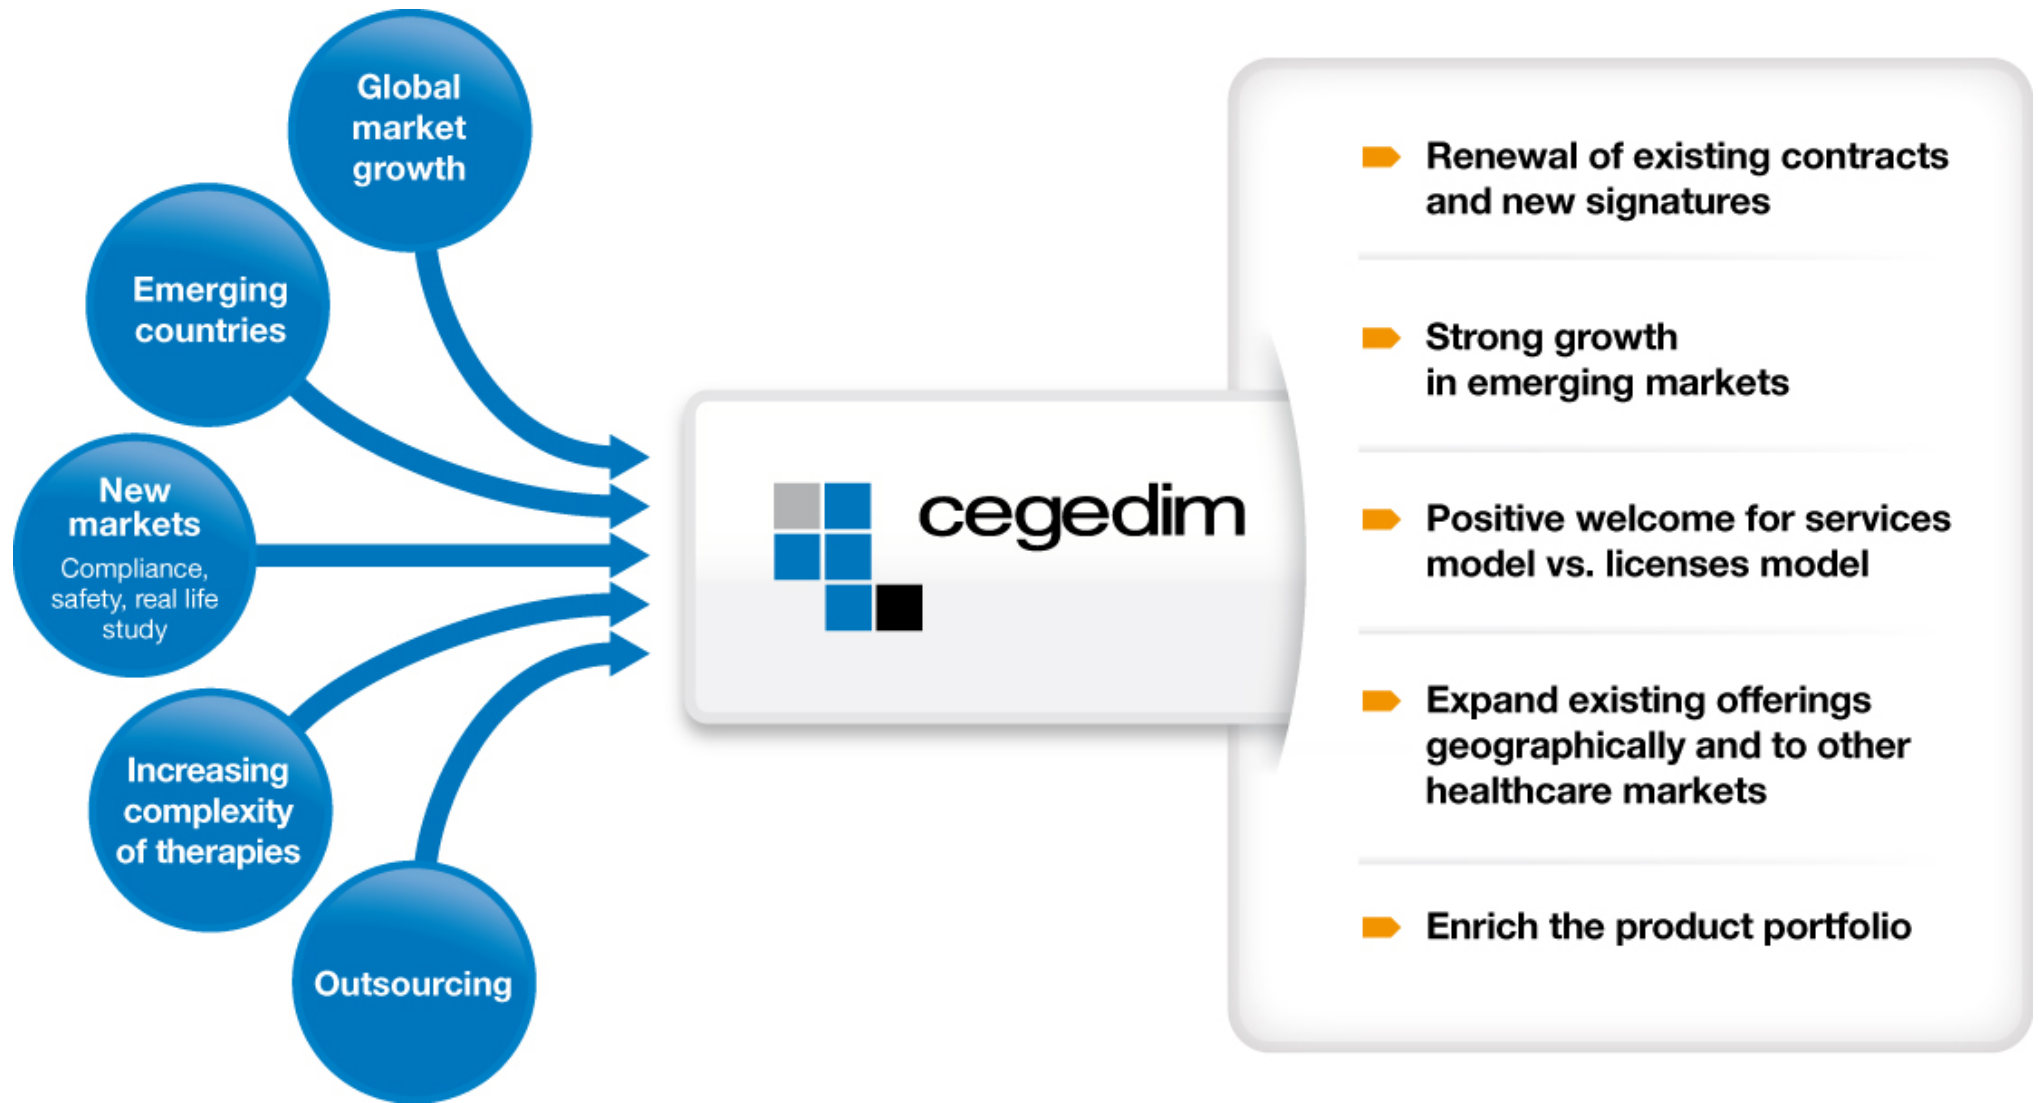 Global
market
growth
Emerging
countries
New
markets
Compliance,
safety, real life
study
Increasing
complexity
of therapies
Outsourcing
cegedim
Renewal of existing contracts
and new signatures
Strong growth
in emerging markets
Positive welcome for services
model vs. licenses model
Expand existing offerings
geographically and to other
healthcare markets
Enrich the product portfolio